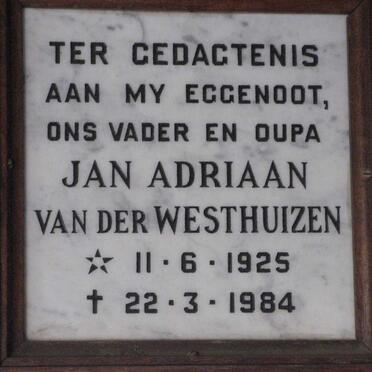 TER GEDAGTENIS
AAN MY EGGENOOT,
ONS VADER EN OUPA
JAN ADRIAAN
VAN DER WESTHUIZEN
☆ 11·6·1925
† 22·3·1984